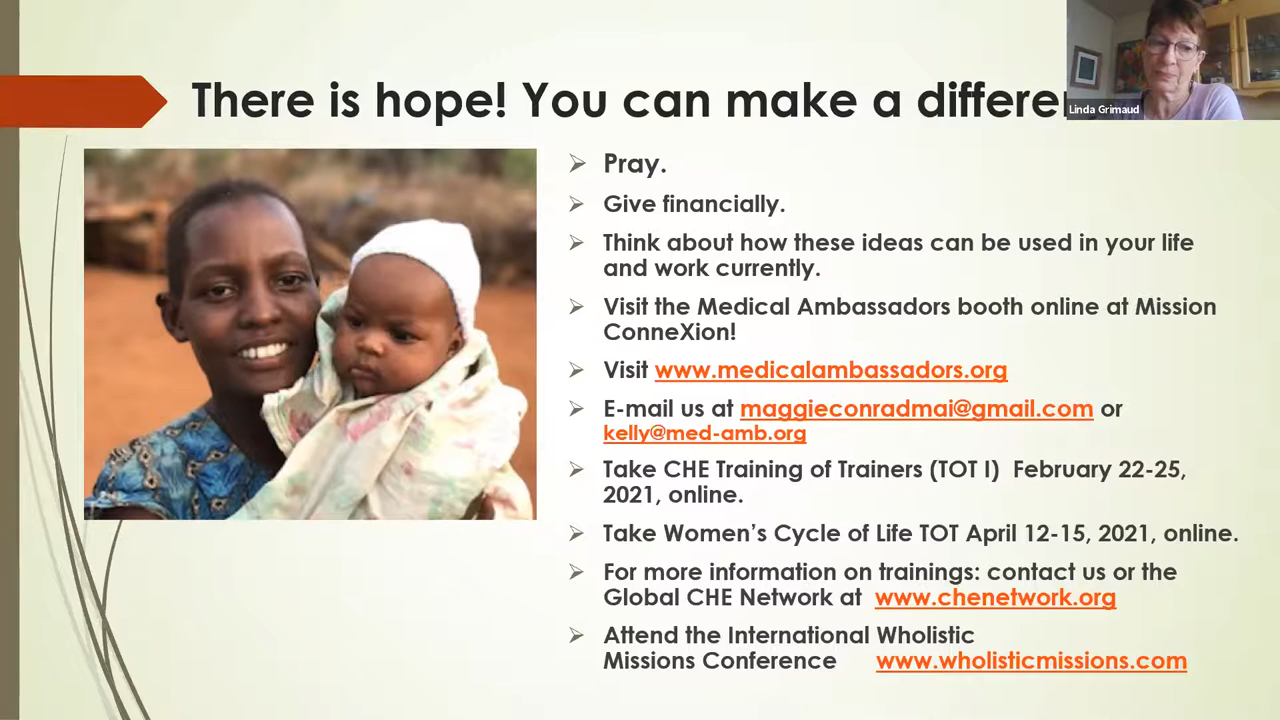 There is hope! You can make a differe
Linda Grimaud
Pray.
Give financially.
Think about how these ideas can be used in your life
and work currently.
Visit the Medical Ambassadors booth online at Mission
ConneXion!
Visit www.medicalambassadors.org
E-mail us at maggieconradmai@gmail.com or
kelly@med-amb.org
Take CHE Training of Trainers (TOT I)  February 22-25,
2021, online.
Take Women’s Cycle of Life TOT April 12-15, 2021, online.
For more information on trainings: contact us or the
Global CHE Network at  www.chenetwork.org
Attend the International Wholistic
Missions Conference    www.wholisticmissions.com